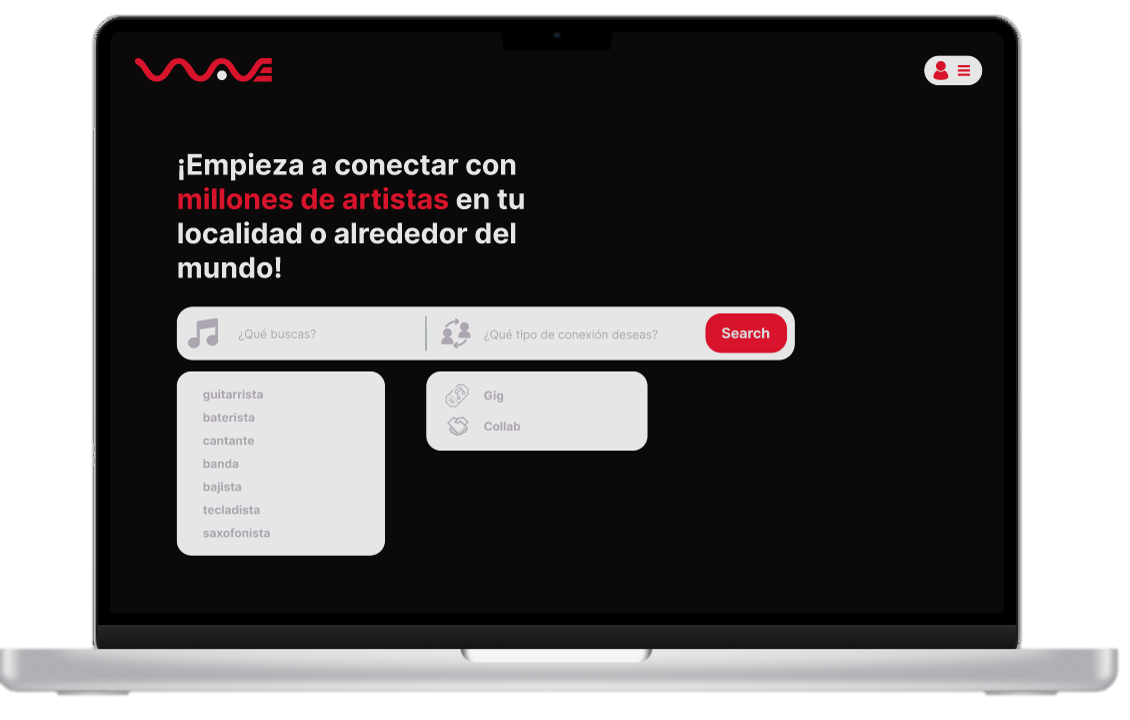 WAVE
¡Empieza a conectar con
millones de artistas en tu
localidad o alrededor del
mundo!
¿Qué buscas?
¿Qué tipo de conexión deseas?
Search
guitarrista
baterista
cantante
banda
bajista
tecladista
saxofonista
Gig
Collab